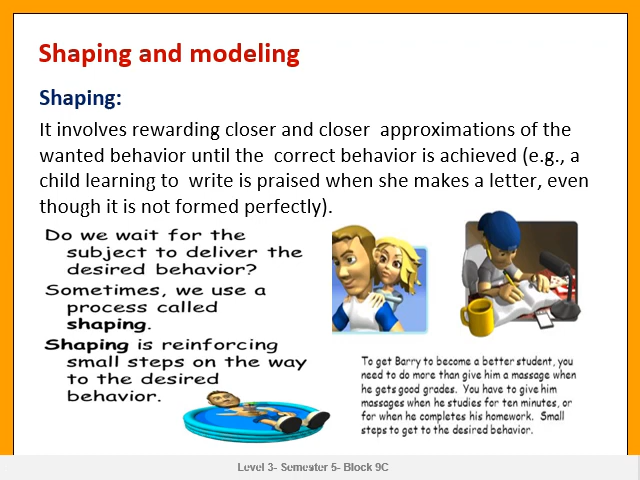 Shaping and modeling
Shaping:
It involves rewarding closer and closer approximations of the
wanted behavior until the correct behavior is achieved (e.g., a
child learning to write is praised when she makes a letter, even
though it is not formed perfectly).
Do we wait for the
subject to deliver the
desired behavior?
Sometimes, we use a
process called
shaping.
Shaping is reinforcing
small steps on the way
to the desired
behavior.
To get Barry to become a better student, you
need to do more than give him a massage when
he gets good grades. You have to give him
massages when he studies for ten minutes, or
for when he completes his homework. Small
steps to get to the desired behavior.
Level 3- Semester 5- Block 9C